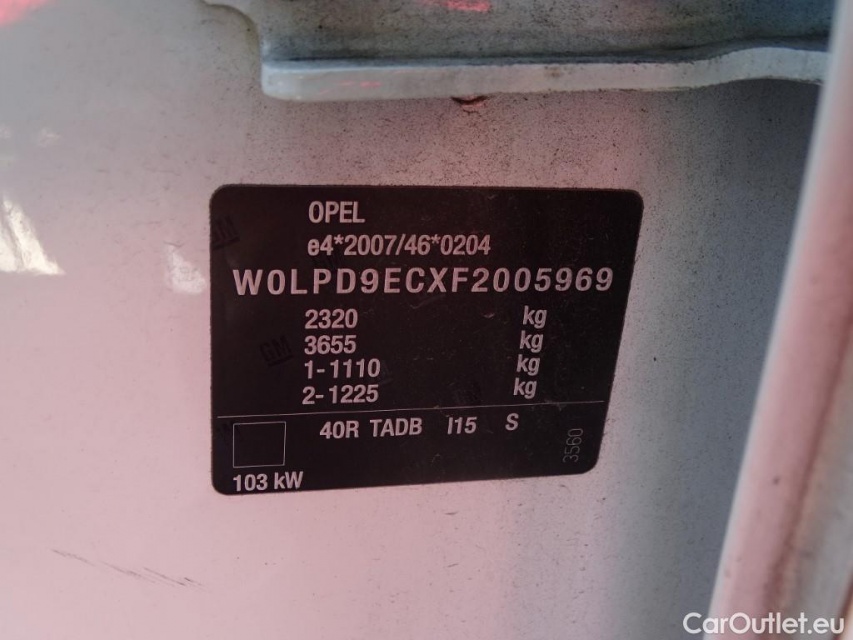 OPEL
e4*2007/46*0204
W0LPD9ECXF2005969
2320 kg
3655 kg
1-1110 kg
2-1225 kg
40R TADB I15 S
3560
103 kW
GM
CarOutlet.eu